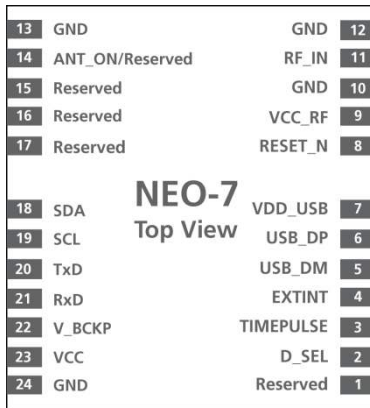 13 GND GND 12
14 ANT_ON/Reserved RF_IN 11
15 Reserved GND 10
16 Reserved VCC_RF 9
17 Reserved RESET_N 8
NEO-7
Top View
18 SDA VDD_USB 7
19 SCL USB_DP 6
20 TxD USB_DM 5
21 RxD EXTINT 4
22 V_BCKP TIMEPULSE 3
23 VCC D_SEL 2
24 GND Reserved 1